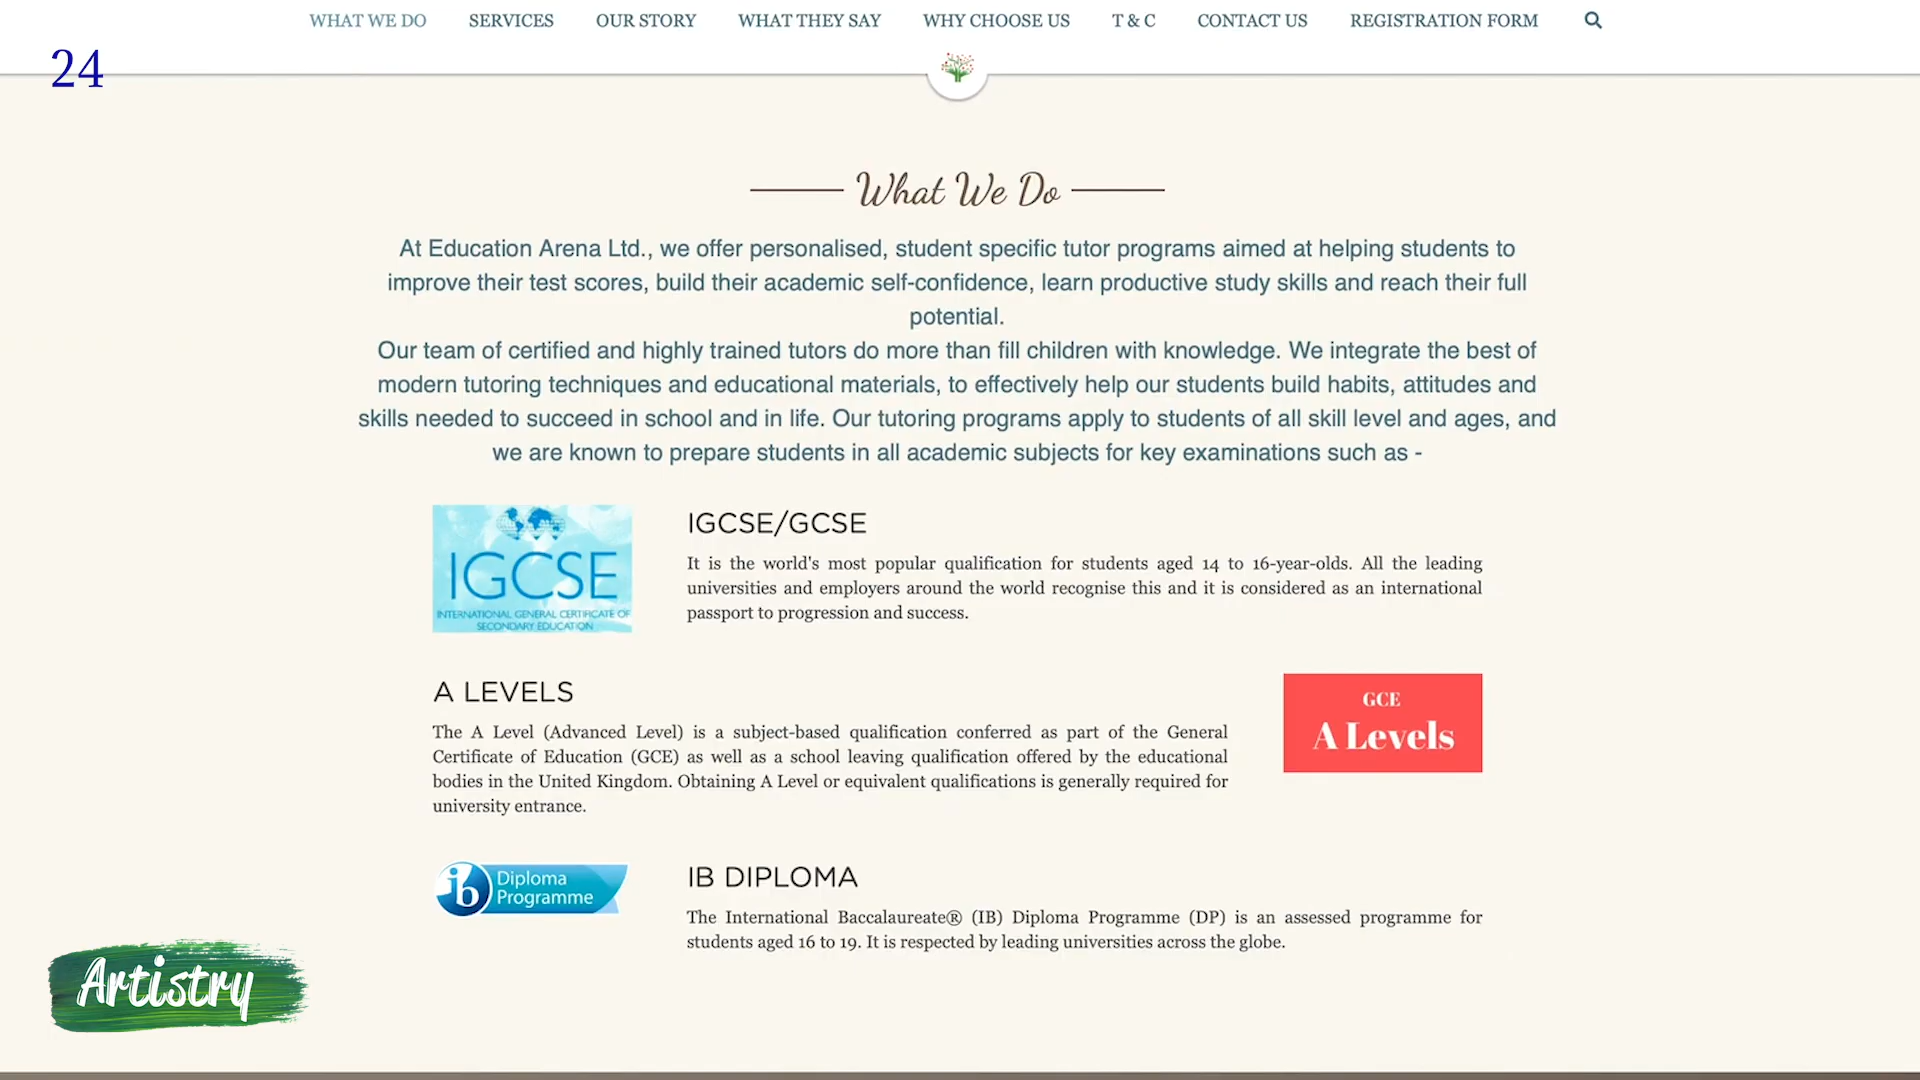 WHAT WE DO SERVICES OUR STORY WHAT THEY SAY WHY CHOOSE US T & C CONTACT US REGISTRATION FORM
24
What We Do
At Education Arena Ltd., we offer personalised, student specific tutor programs aimed at helping students to
improve their test scores, build their academic self-confidence, learn productive study skills and reach their full
potential.
Our team of certified and highly trained tutors do more than fill children with knowledge. We integrate the best of
modern tutoring techniques and educational materials, to effectively help our students build habits, attitudes and
skills needed to succeed in school and in life. Our tutoring programs apply to students of all skill level and ages, and
we are known to prepare students in all academic subjects for key examinations such as -
IGCSE
INTERNATIONAL GENERAL CERTIFICATE OF
SECONDARY EDUCATION
IGCSE/GCSE
It is the world's most popular qualification for students aged 14 to 16-year-olds. All the leading
universities and employers around the world recognise this and it is considered as an international
passport to progression and success.
A LEVELS
The A Level (Advanced Level) is a subject-based qualification conferred as part of the General
Certificate of Education (GCE) as well as a school leaving qualification offered by the educational
bodies in the United Kingdom. Obtaining A Level or equivalent qualifications is generally required for
university entrance.
GCE
A Levels
ib Diploma
Programme
IB DIPLOMA
The International Baccalaureate® (IB) Diploma Programme (DP) is an assessed programme for
students aged 16 to 19. It is respected by leading universities across the globe.
Artistry